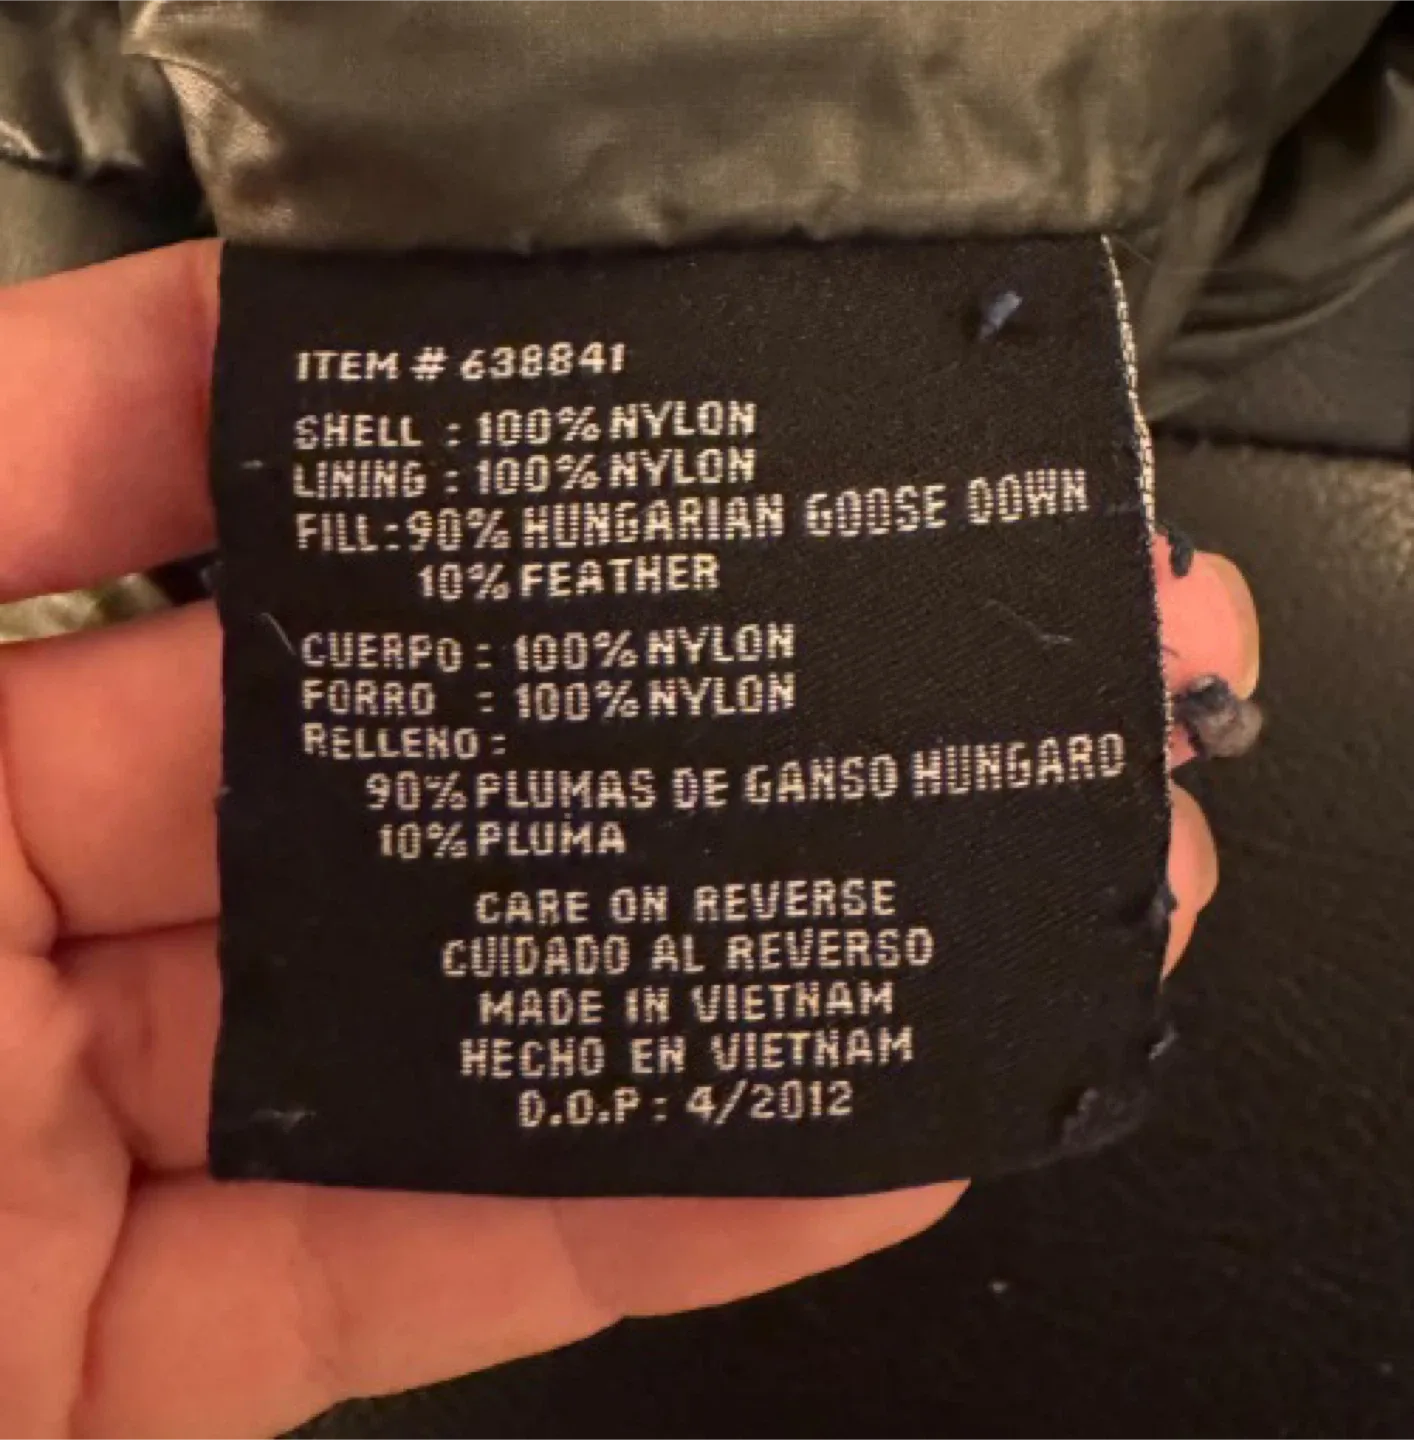 ITEM # 638841
SHELL : 100% NYLON
LINING : 100% NYLON
FILL:90% HUNGARIAN GOOSE DOWN
10% FEATHER
CUERPO : 100% NYLON
FORRO : 100% NYLON
RELLENO :
90% PLUMAS DE GANSO HUNGARO
10% PLUMA
CARE ON REVERSE
CUIDADO AL REVERSO
MADE IN VIETNAM
HECHO EN VIETNAM
D.O.P : 4/2012